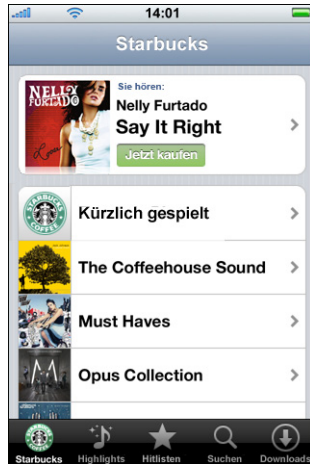 14:01
Starbucks
NELLY
FURTADO
Sie hören:
Nelly Furtado
Say It Right
Jetzt kaufen
STARBUCKS
COFFEE
Kürzlich gespielt
The Coffeehouse Sound
Must Haves
Opus Collection
Starbucks Highlights Hitlisten Suchen Downloads